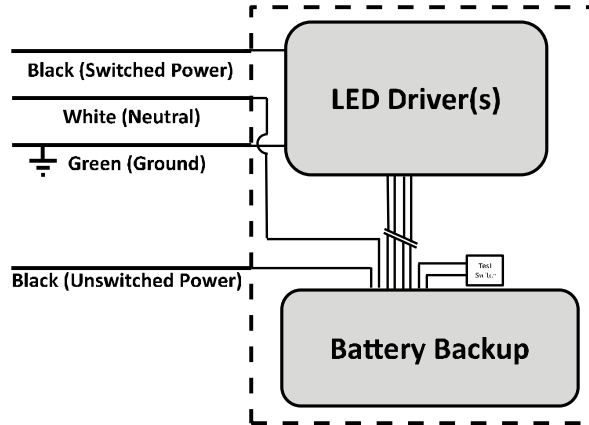 Black (Switched Power)
LED Driver(s)
White (Neutral)
Green (Ground)
Black (Unswitched Power)
Test
Battery Backup